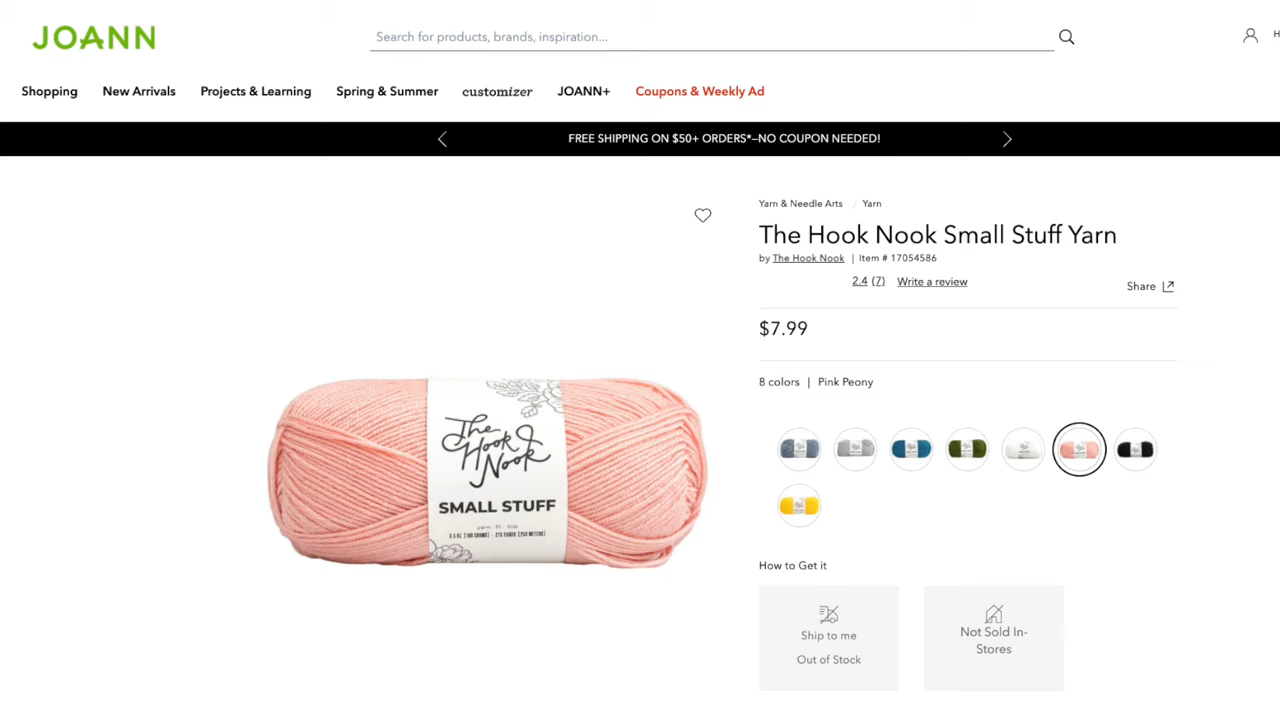 JOANN
Search for products, brands, inspiration...
H
Shopping
New Arrivals
Projects & Learning
Spring & Summer
customizer
JOANN+
Coupons & Weekly Ad
FREE SHIPPING ON $50+ ORDERS*–NO COUPON NEEDED!
Yarn & Needle Arts / Yarn
The Hook Nook Small Stuff Yarn
by The Hook Nook | Item # 17054586
2.4 (7) Write a review
Share
$7.99
8 colors | Pink Peony
The
Hook
Nook
SMALL STUFF
How to Get it
Ship to me
Out of Stock
Not Sold In-
Stores